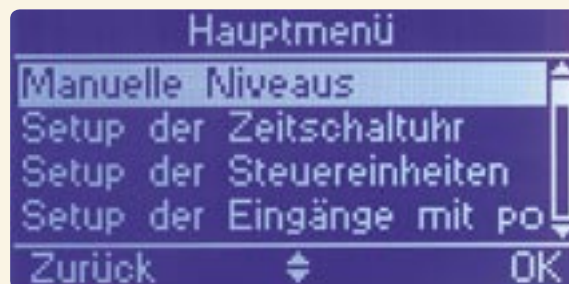 Hauptmenü
Manuelle Niveaus
Setup der Zeitschaltuhr
Setup der Steuereinheiten
Setup der Eingänge mit po
Zurück OK